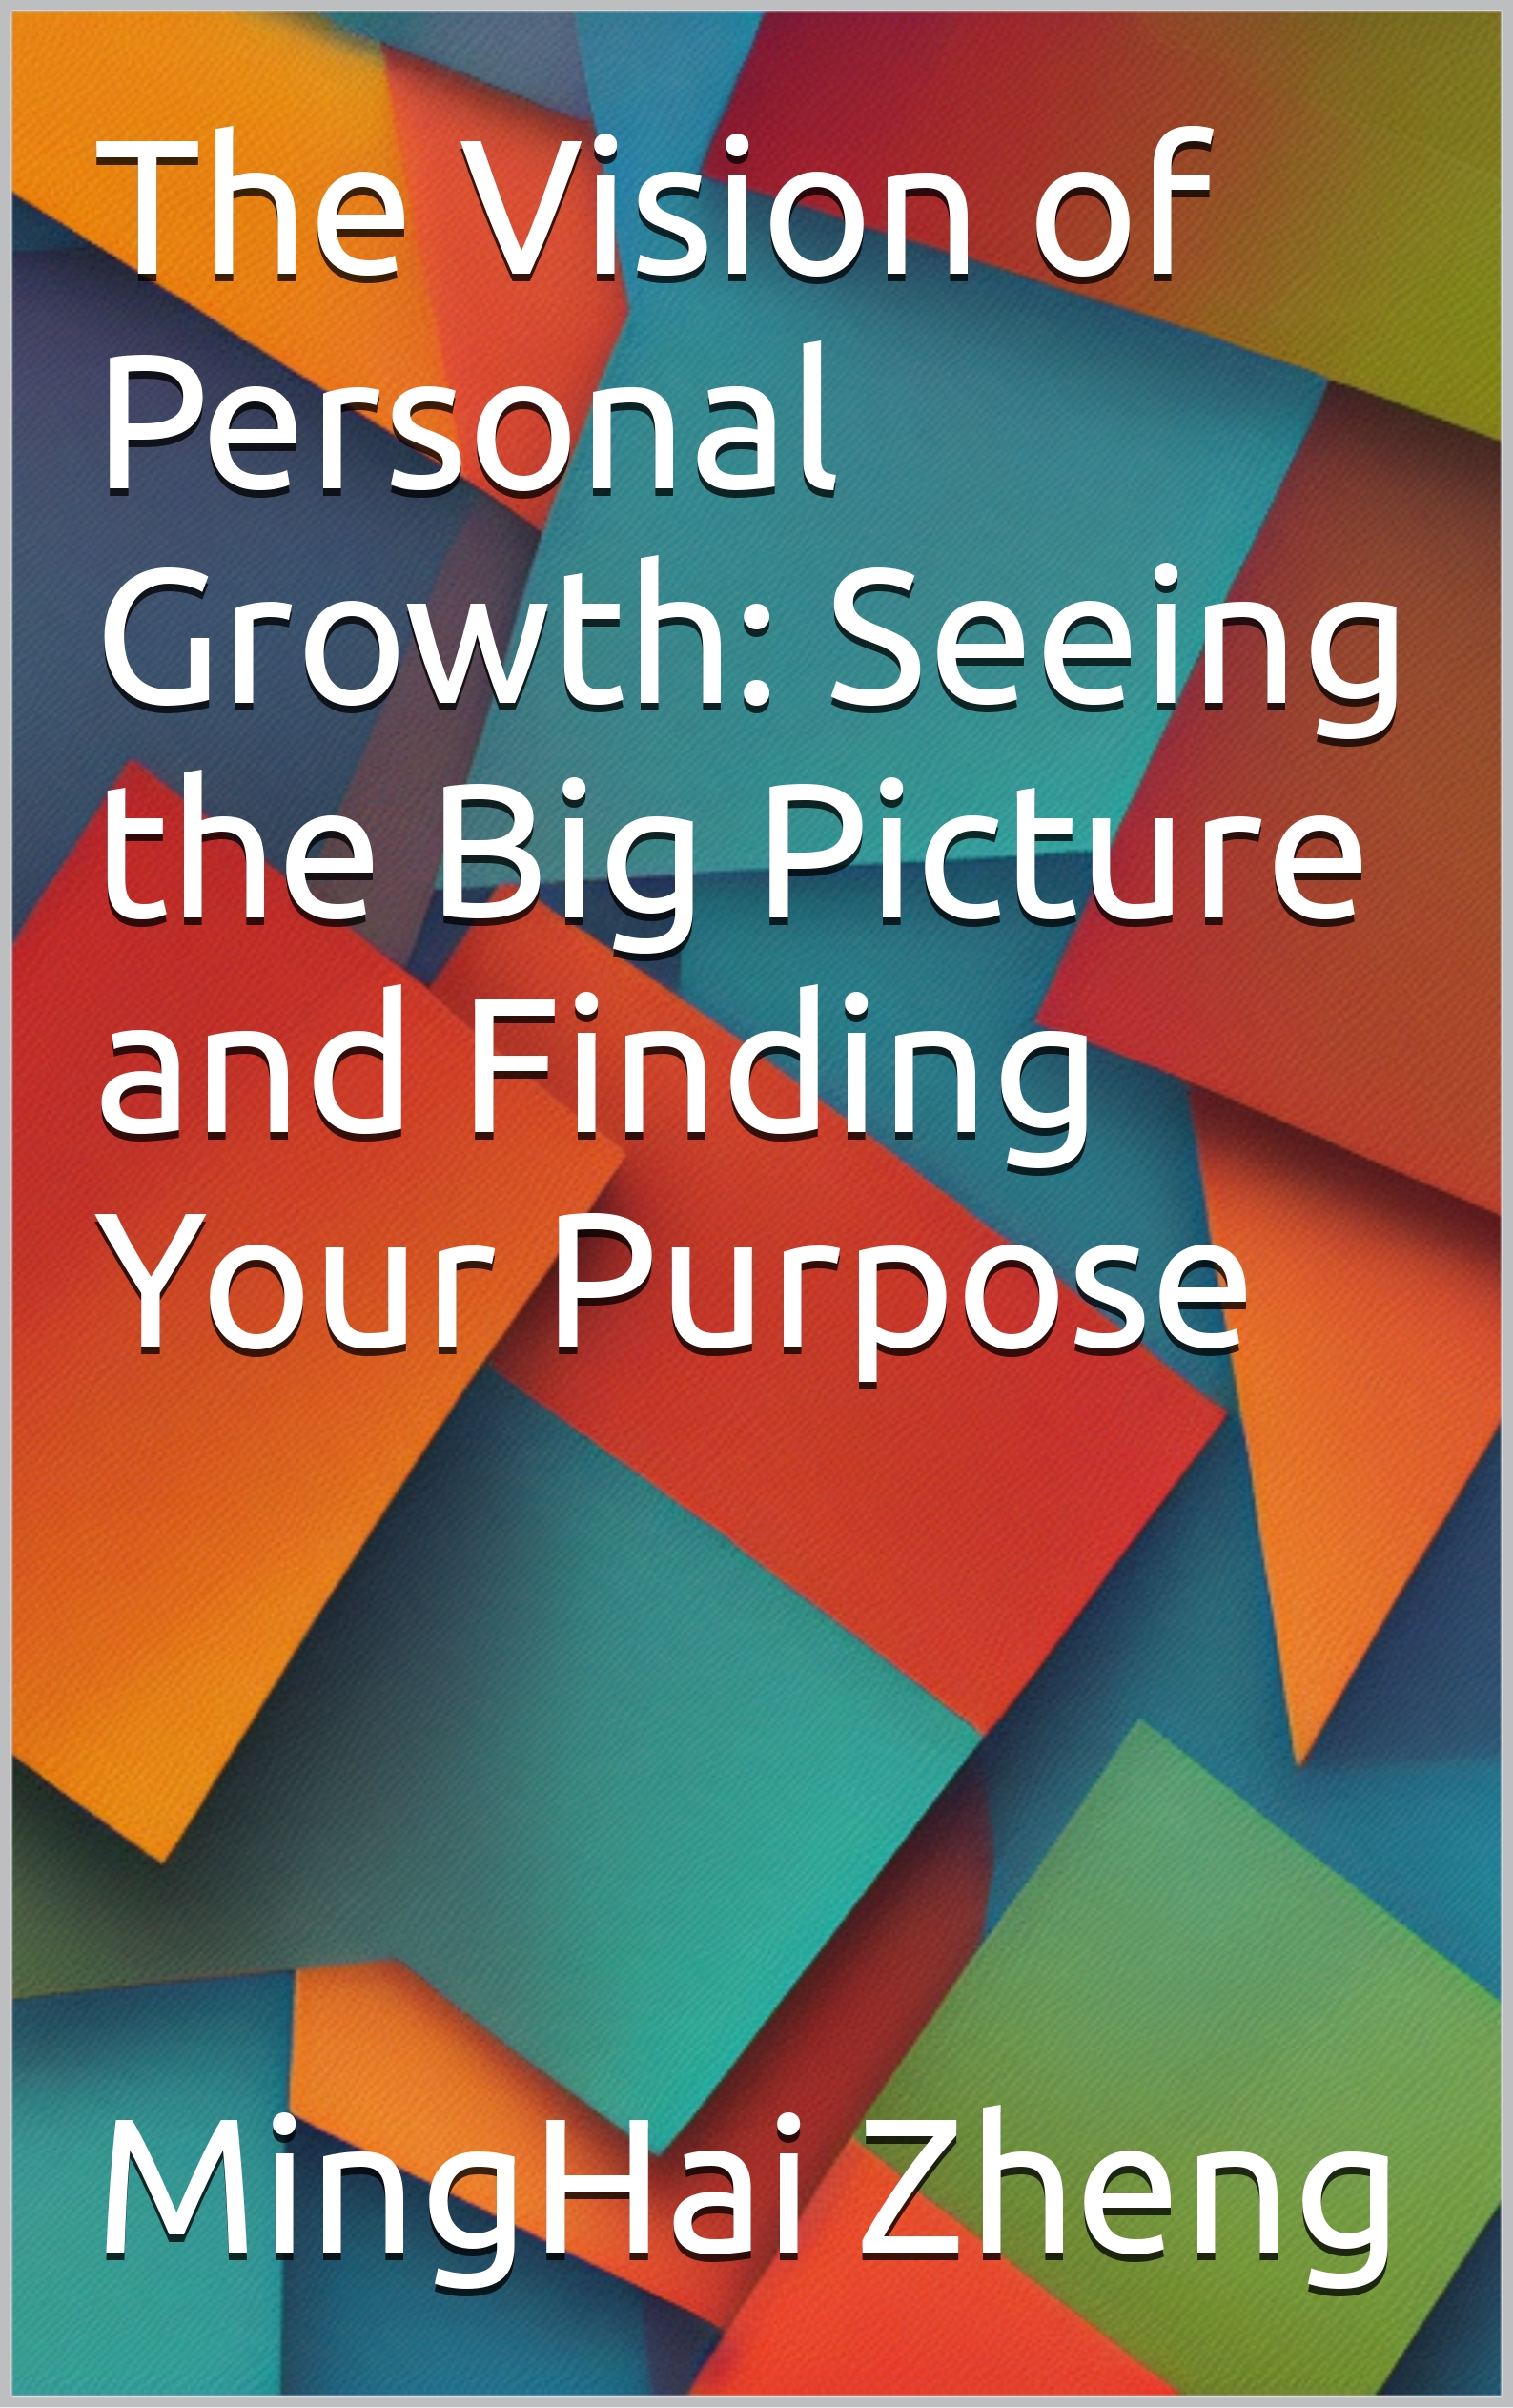 The Vision of
Personal
Growth: Seeing
the Big Picture
and Finding
Your Purpose
MingHai Zheng